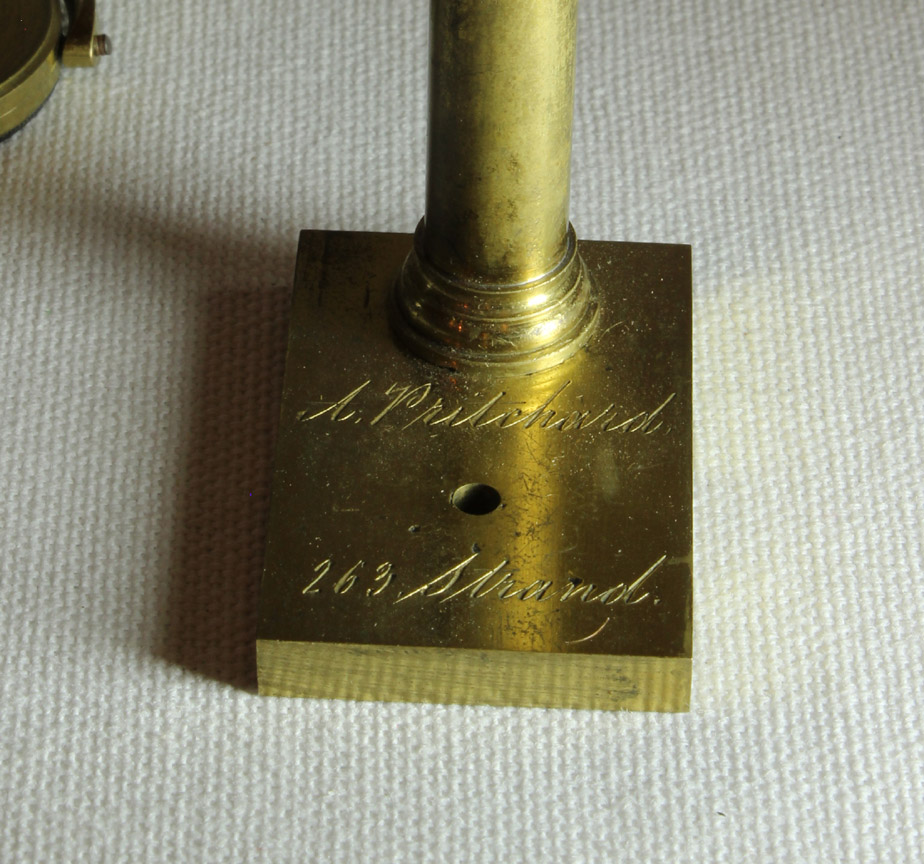 A. Pritchard.
263, Strand.